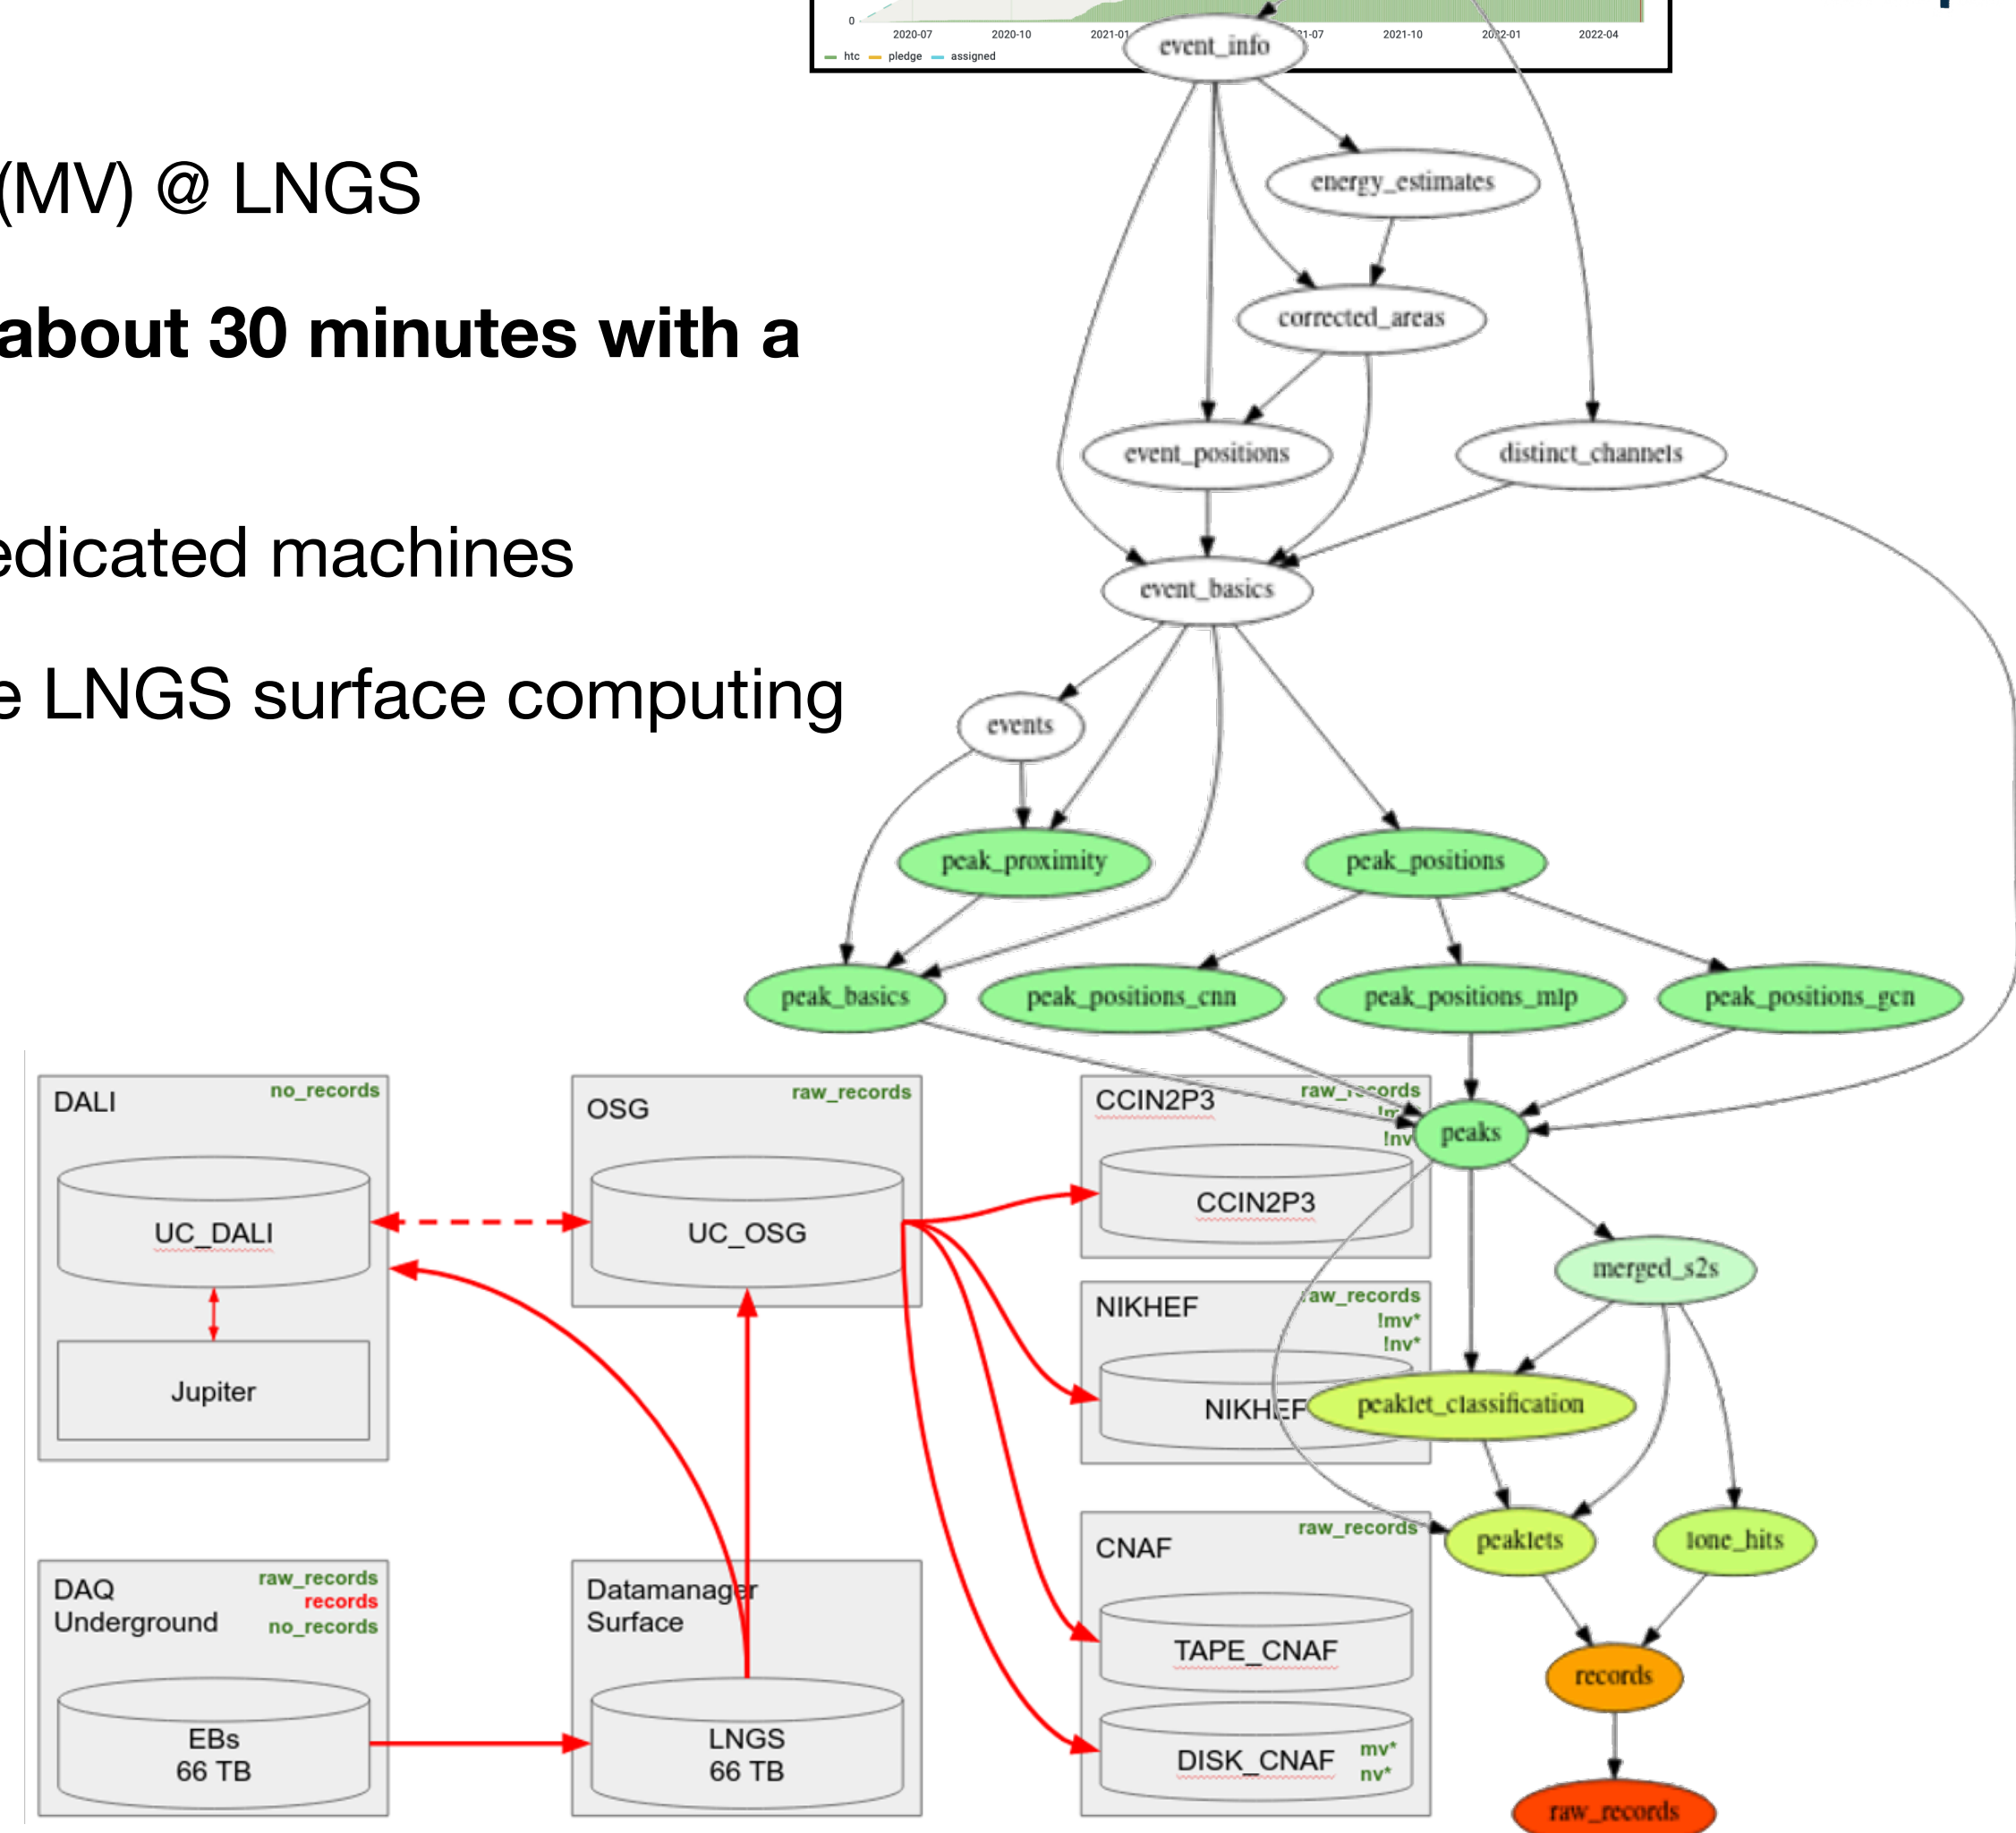 0
2020-07
2020-10
2021-01
2021-10
2022-01
2022-04
htc
pledge
assigned
event_info
(MV) @ LNGS
energy_estimates
corrected_areas
about 30 minutes with a
event_positions
distinct_channels
edicated machines
event_basics
e LNGS surface computing
events
peak_proximity
peak_positions
peak_basics
peak_positions_cnn
peak_positions_mlp
peak_positions_gcn
peaks
merged_s2s
peaklet_classification
peaklets
lone_hits
records
raw_records
DALI
no_records
UC_DALI
Jupiter
OSG
raw_records
UC_OSG
CCIN2P3
raw_records
!nv
CCIN2P3
NIKHEF
raw_records
!mv*
!nv*
NIKHEF
CNAF
raw_records
TAPE_CNAF
DISK_CNAF
mv*
nv*
DAQ
Underground
raw_records
records
no_records
EBs
66 TB
Datamanager
Surface
LNGS
66 TB